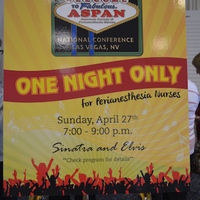 to Fabulous
ASPAN
NATIONAL CONFERENCE
LAS VEGAS, NV
ONE NIGHT ONLY
for Perianesthesia Nurses
Sunday, April 27th
7:00 - 9:00 p.m.
Sinatra and Elvis
**Check program for details**